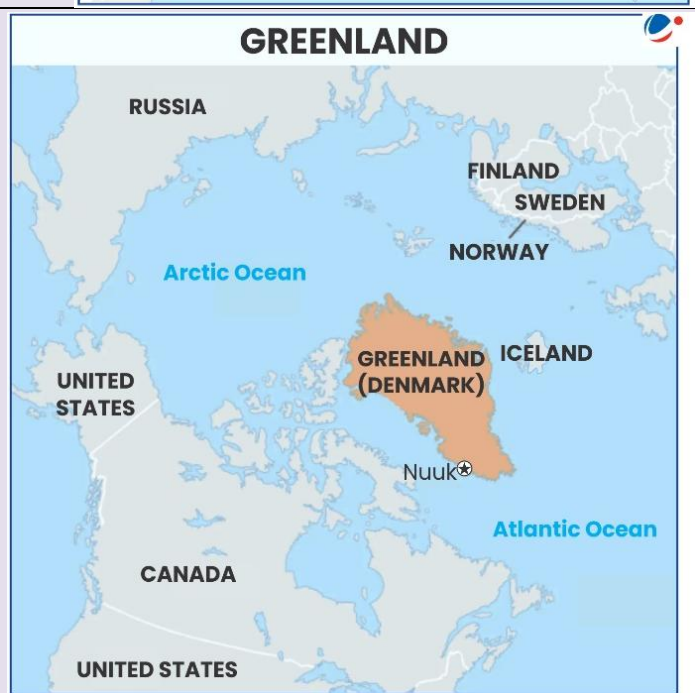 GREENLAND
RUSSIA
FINLAND
SWEDEN
NORWAY
Arctic Ocean
GREENLAND
(DENMARK)
ICELAND
UNITED
STATES
Nuuk
Atlantic Ocean
CANADA
UNITED STATES